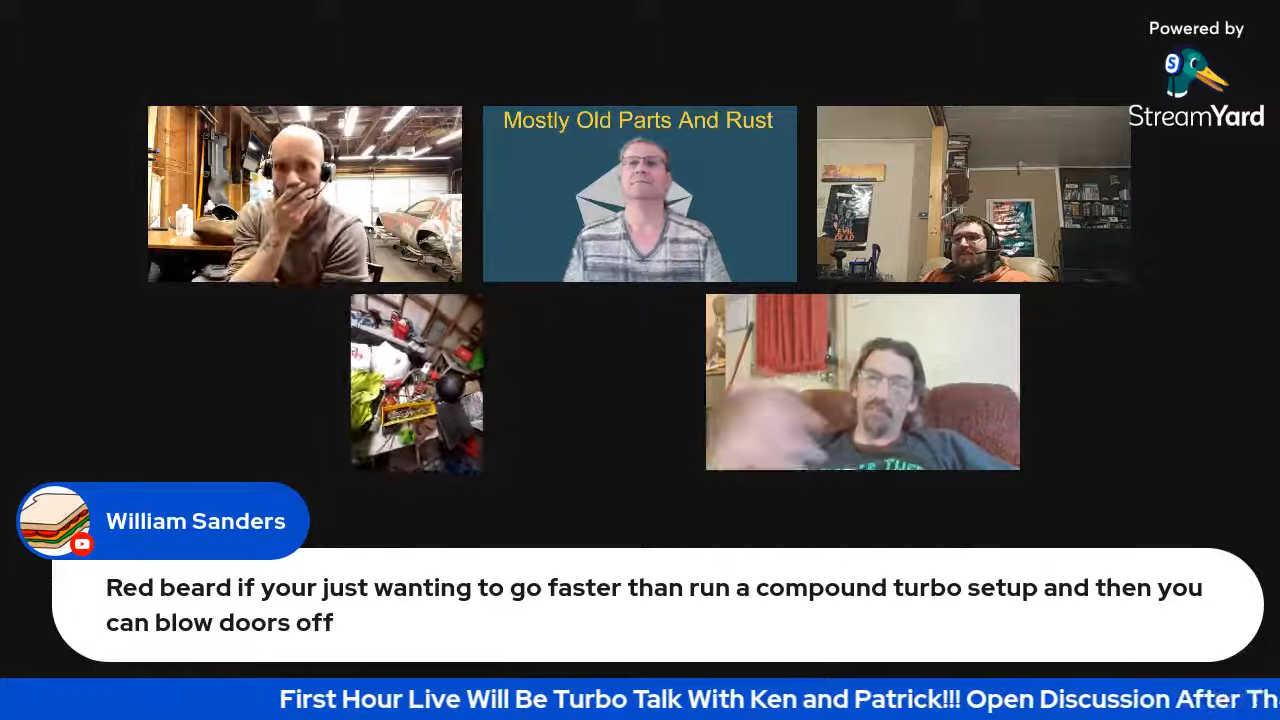 Powered by
StreamYard
Mostly Old Parts And Rust
EVIL
DEAD
William Sanders
Red beard if your just wanting to go faster than run a compound turbo setup and then you
can blow doors off
First Hour Live Will Be Turbo Talk With Ken and Patrick!!! Open Discussion After Th